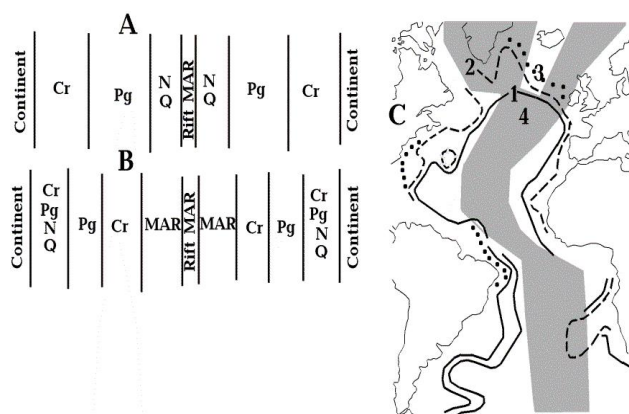 A
Continent Cr Pg N Rift MAR N Pg Cr Continent
Q Q
B
Continent Cr Pg Cr MAR Rift MAR MAR Cr Pg Cr Continent
Pg Pg
N N
Q Q
C
2 3
1
4